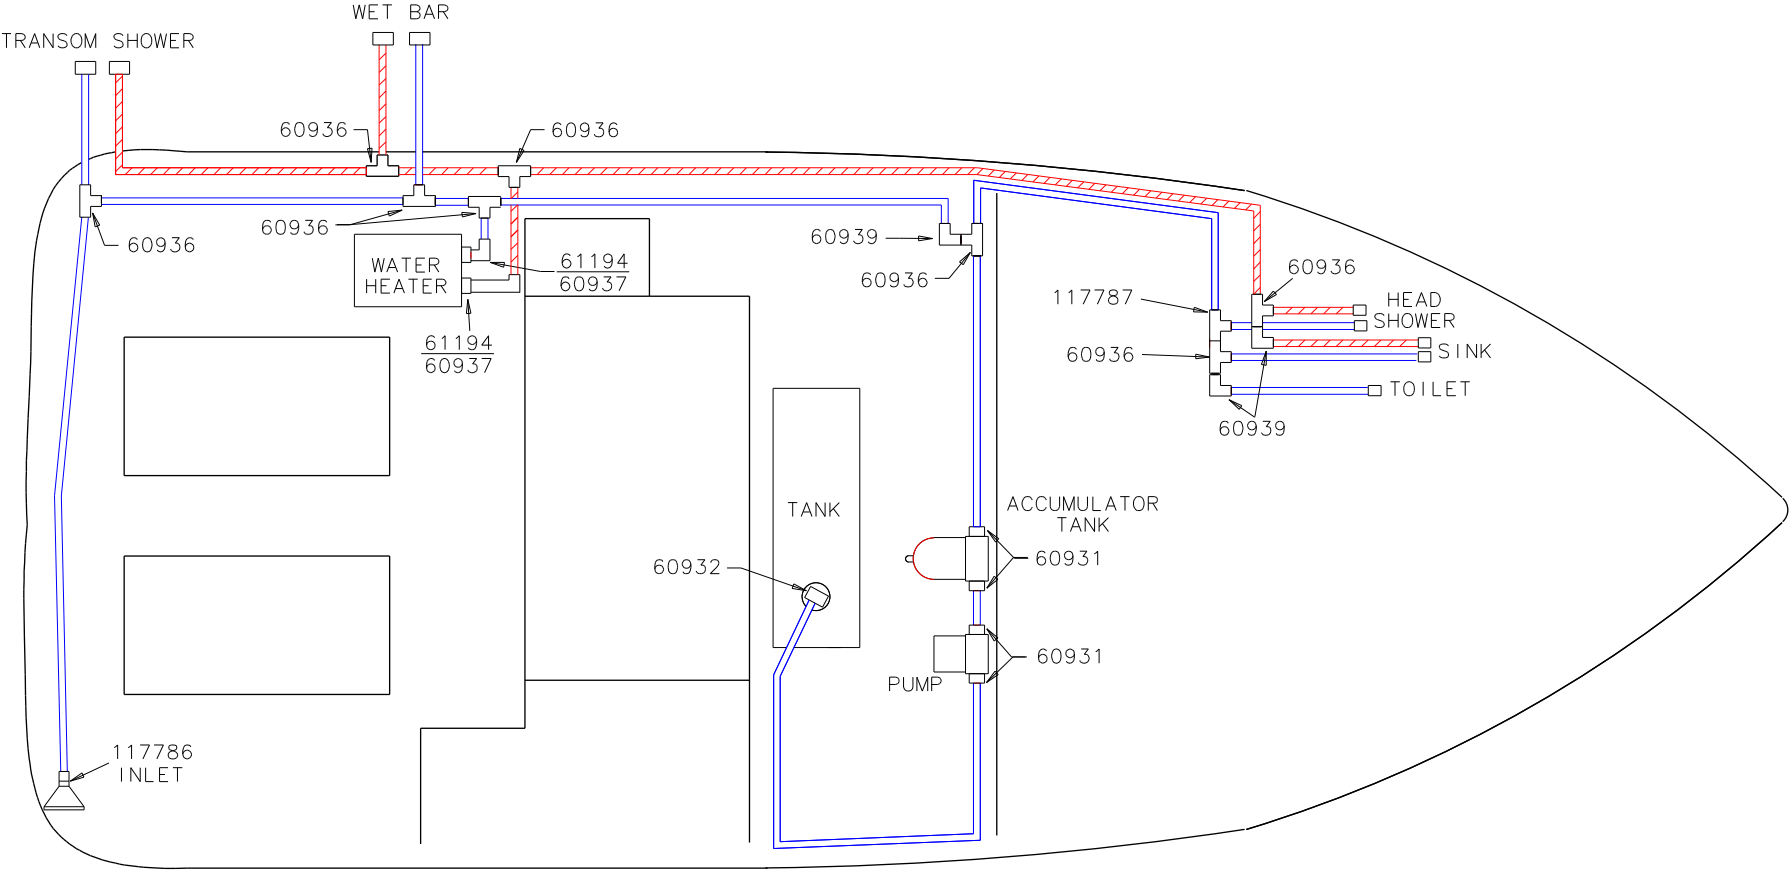 WET BAR
TRANSOM SHOWER
60936
60936
60936
60936
WATER
HEATER
61194
60937
61194
60937
60939
60936
117787
60936
HEAD
SHOWER
60936
SINK
TOILET
60939
TANK
ACCUMULATOR
TANK
60931
60932
60931
PUMP
117786
INLET